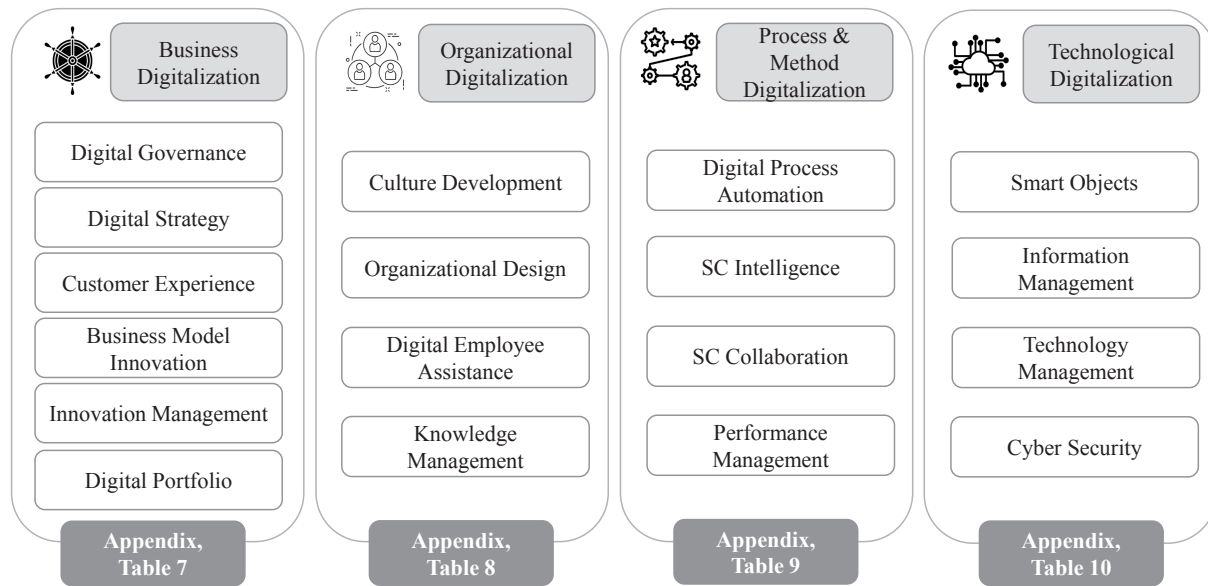 Business
Digitalization
Digital Governance
Digital Strategy
Customer Experience
Business Model
Innovation
Innovation Management
Digital Portfolio
Appendix,
Table 7
Organizational
Digitalization
Culture Development
Organizational Design
Digital Employee
Assistance
Knowledge
Management
Appendix,
Table 8
Process &
Method
Digitalization
Digital Process
Automation
SC Intelligence
SC Collaboration
Performance
Management
Appendix,
Table 9
Technological
Digitalization
Smart Objects
Information
Management
Technology
Management
Cyber Security
Appendix,
Table 10